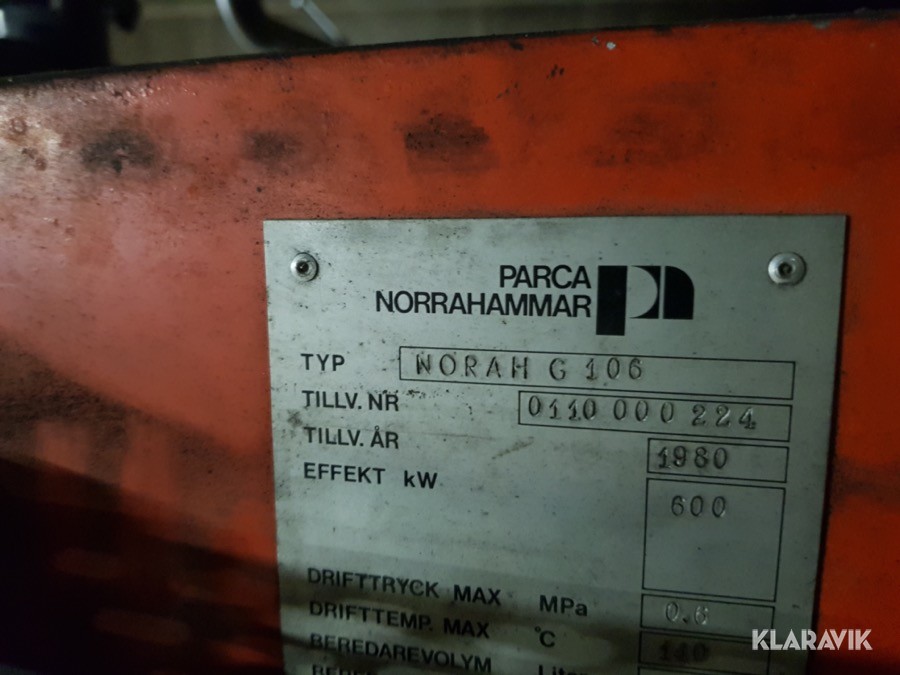 PARCA
NORRAHAMMAR
TYP NORAH G 106
TILLV. NR 0110 000 224
TILLV. ÅR 1980
EFFEKT kW 600
DRIFTTRYCK MAX MPa 0.6
DRIFTTEMP. MAX °C 140
BEREDAREVOLYM Liter
KLARAVIK